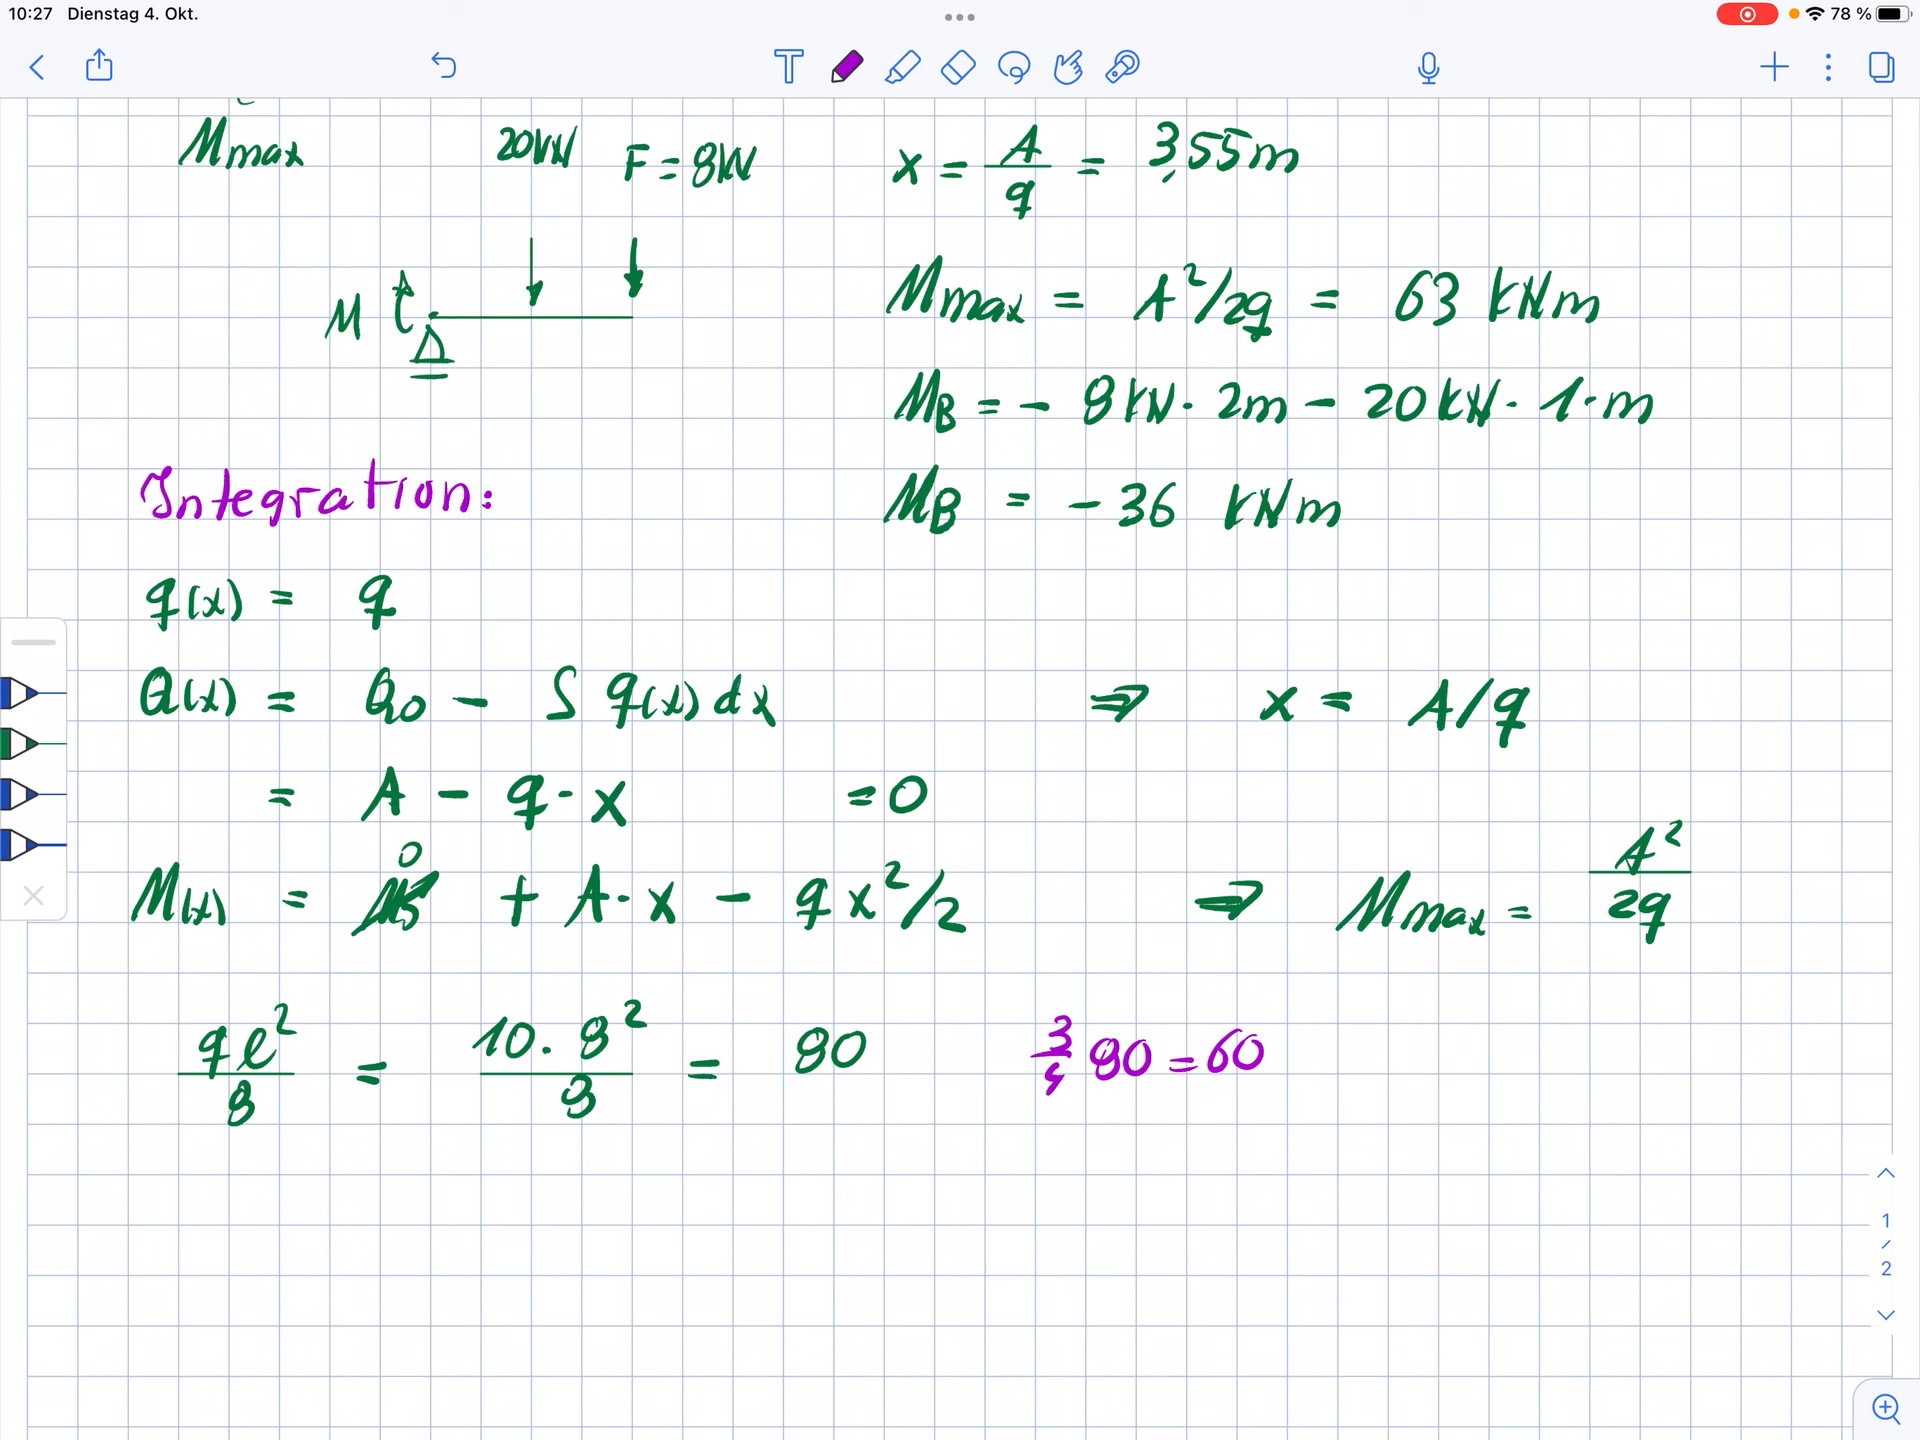 10:27 Dienstag 4. Okt.
78 %
Mmax 20kN F = 8kN x = A/q = 3,55m
M
Mmax = A²/2q = 63 kNm
MB = - 8kN · 2m - 20kN · 1 · m
Integration: MB = - 36 kNm
q(x) = q
Q(x) = Q0 - ∫ q(x) dx ⇒ x = A/q
= A - q · x = 0
0
M(x) = M0 + A · x - q x²/2 ⇒ Mmax = A²/2q
qℓ²/8 = 10 · 8²/8 = 80 3/4 80 = 60
1
/
2